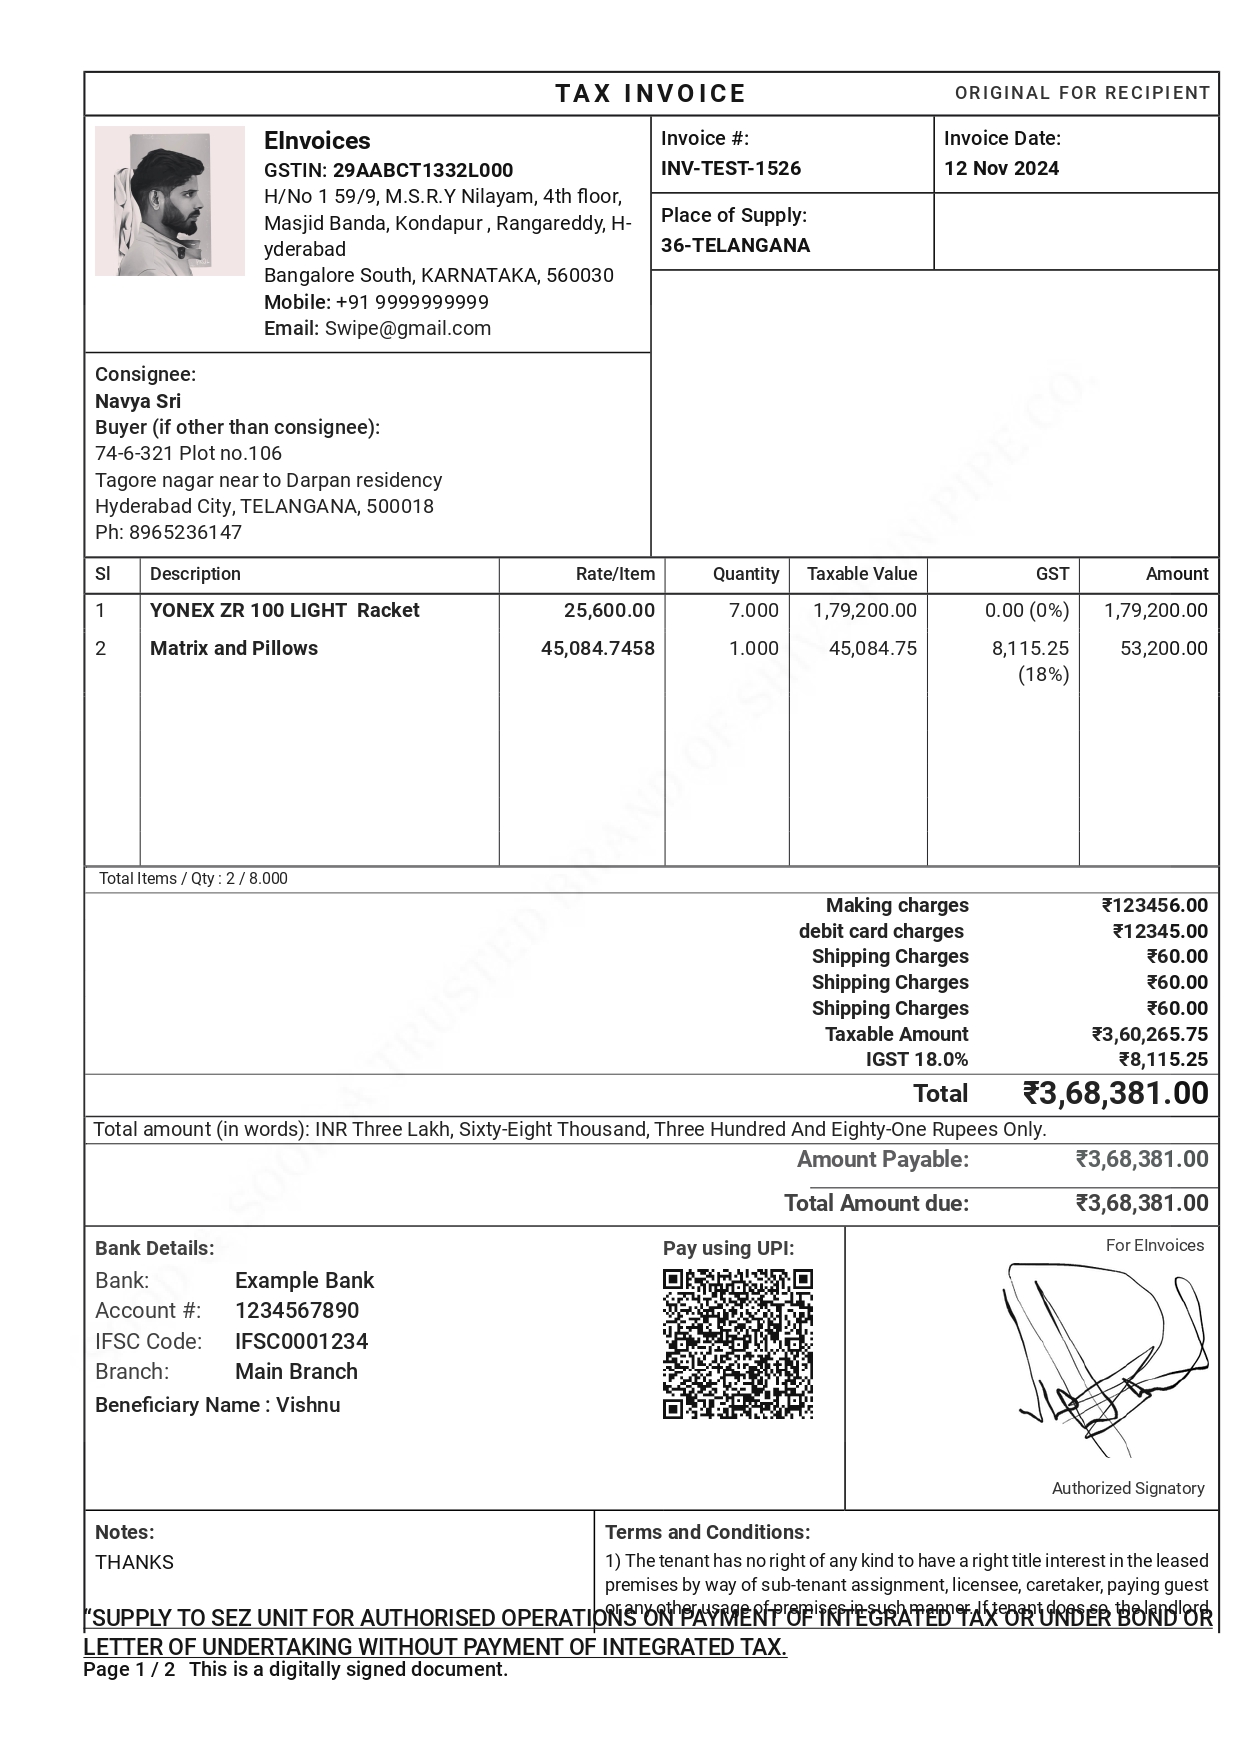 TAX INVOICE
ORIGINAL FOR RECIPIENT
EInvoices
GSTIN: 29AABCT1332L000
H/No 1 59/9, M.S.R.Y Nilayam, 4th floor,
Masjid Banda, Kondapur , Rangareddy, H-
yderabad
Bangalore South, KARNATAKA, 560030
Mobile: +91 9999999999
Email: Swipe@gmail.com
Invoice #:
INV-TEST-1526
Invoice Date:
12 Nov 2024
Place of Supply:
36-TELANGANA
Consignee:
Navya Sri
Buyer (if other than consignee):
74-6-321 Plot no.106
Tagore nagar near to Darpan residency
Hyderabad City, TELANGANA, 500018
Ph: 8965236147
Sl Description Rate/Item Quantity Taxable Value GST Amount
1 YONEX ZR 100 LIGHT Racket 25,600.00 7.000 1,79,200.00 0.00 (0%) 1,79,200.00
2 Matrix and Pillows 45,084.7458 1.000 45,084.75 8,115.25 53,200.00
(18%)
Total Items / Qty : 2 / 8.000
Making charges ₹123456.00
debit card charges ₹12345.00
Shipping Charges ₹60.00
Shipping Charges ₹60.00
Shipping Charges ₹60.00
Taxable Amount ₹3,60,265.75
IGST 18.0% ₹8,115.25
Total ₹3,68,381.00
Total amount (in words): INR Three Lakh, Sixty-Eight Thousand, Three Hundred And Eighty-One Rupees Only.
Amount Payable: ₹3,68,381.00
Total Amount due: ₹3,68,381.00
Bank Details:
Bank: Example Bank
Account #: 1234567890
IFSC Code: IFSC0001234
Branch: Main Branch
Beneficiary Name : Vishnu
Pay using UPI:
For EInvoices
Authorized Signatory
Notes:
THANKS
Terms and Conditions:
1) The tenant has no right of any kind to have a right title interest in the leased
premises by way of sub-tenant assignment, licensee, caretaker, paying guest
or any other usage of premises in such manner. If tenant does so, the landlord
“SUPPLY TO SEZ UNIT FOR AUTHORISED OPERATIONS ON PAYMENT OF INTEGRATED TAX OR UNDER BOND OR
LETTER OF UNDERTAKING WITHOUT PAYMENT OF INTEGRATED TAX.
Page 1 / 2 This is a digitally signed document.